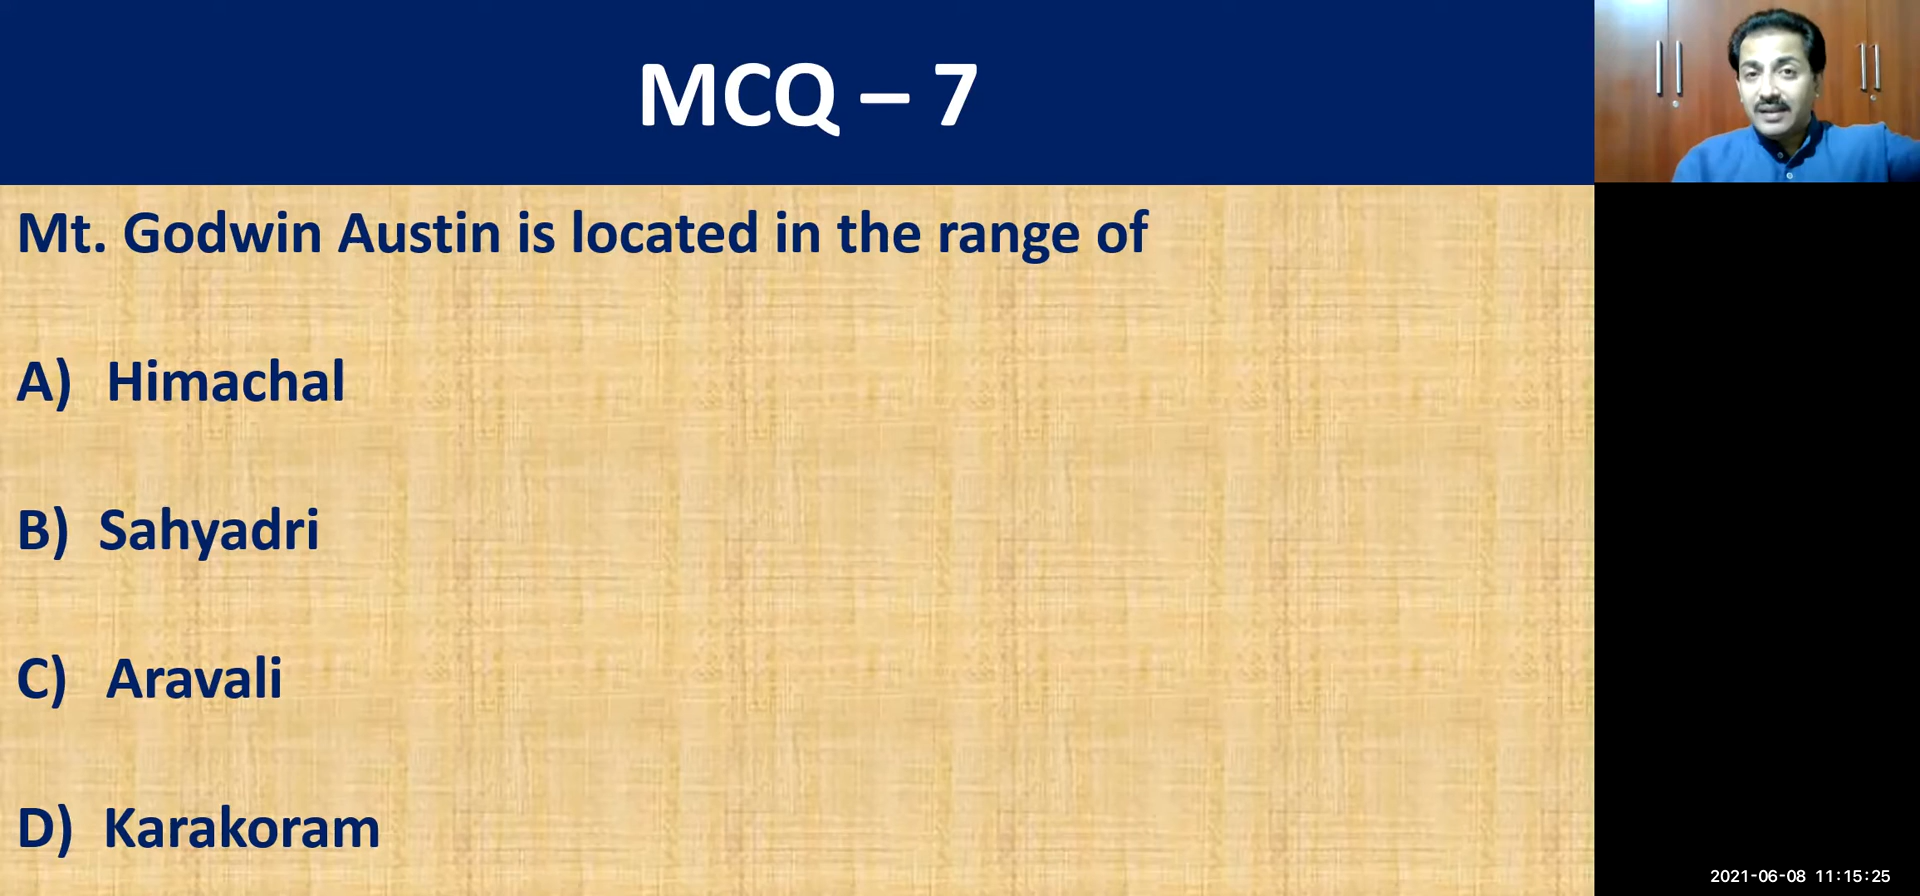 MCQ – 7
Mt. Godwin Austin is located in the range of
A) Himachal
B) Sahyadri
C) Aravali
D) Karakoram
2021-06-08 11:15:25